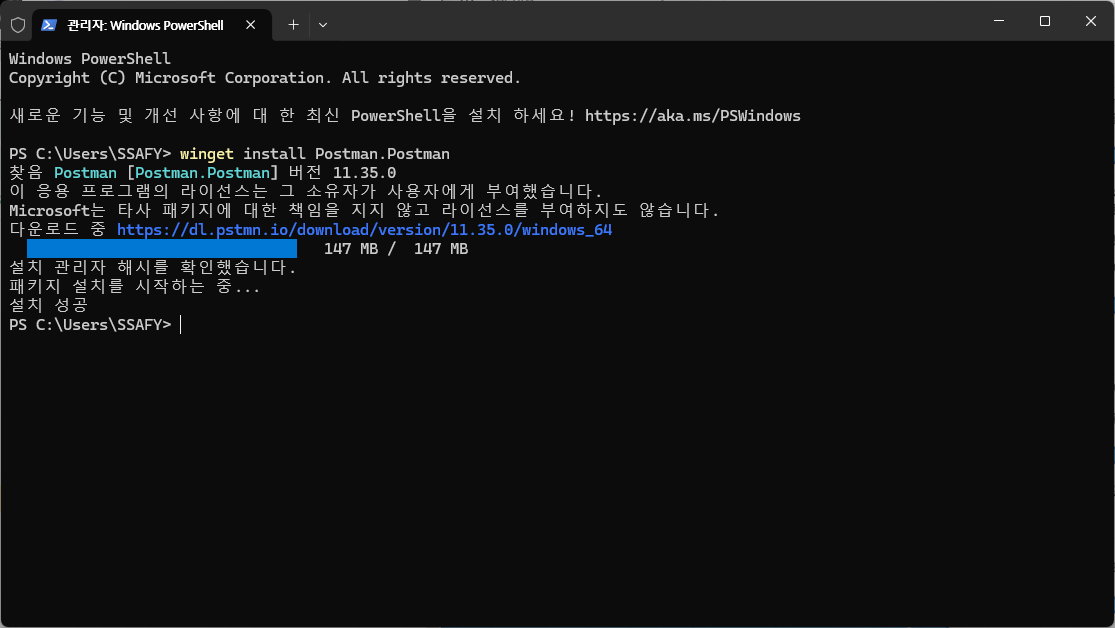 관리자: Windows PowerShell
Windows PowerShell
Copyright (C) Microsoft Corporation. All rights reserved.
새로운 기능 및 개선 사항에 대 한 최신 PowerShell을 설치 하세요! https://aka.ms/PSWindows
PS C:\Users\SSAFY> winget install Postman.Postman
찾음 Postman [Postman.Postman] 버전 11.35.0
이 응용 프로그램의 라이선스는 그 소유자가 사용자에게 부여했습니다.
Microsoft는 타사 패키지에 대한 책임을 지지 않고 라이선스를 부여하지도 않습니다.
다운로드 중 https://dl.pstmn.io/download/version/11.35.0/windows_64
147 MB / 147 MB
설치 관리자 해시를 확인했습니다.
패키지 설치를 시작하는 중...
설치 성공
PS C:\Users\SSAFY>